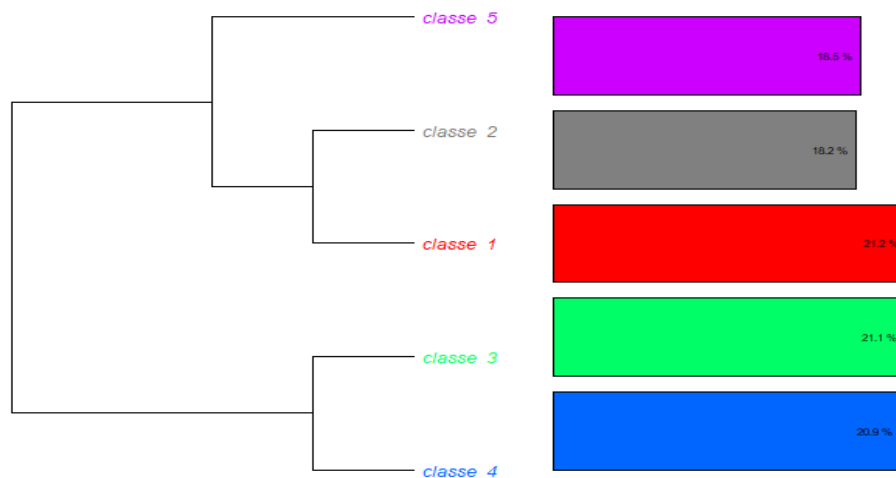 classe 5
18.5 %
classe 2
18.2 %
classe 1
21.2 %
classe 3
21.1 %
classe 4
20.9 %